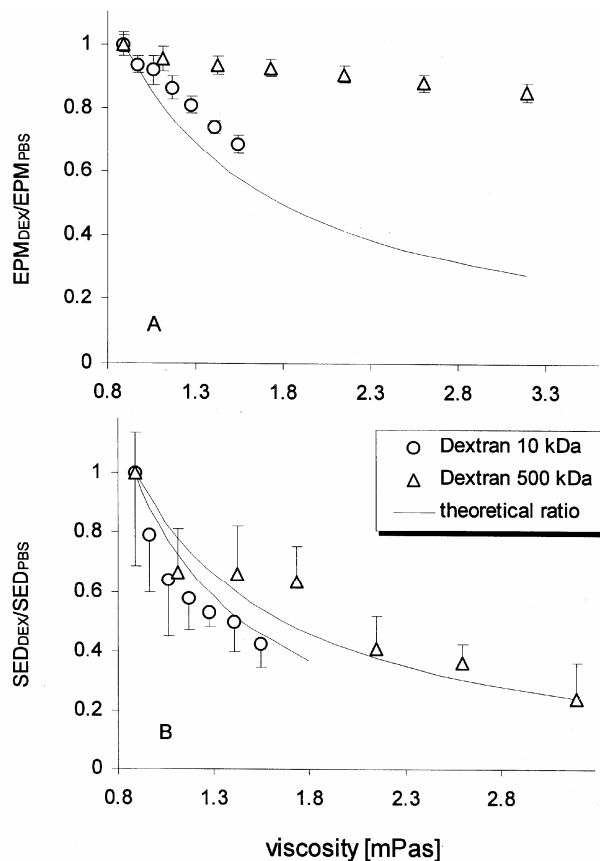 EPMDEX/EPMPBS
1
0.8
0.6
0.4
0.2
0
A
0.8 1.3 1.8 2.3 2.8 3.3
Dextran 10 kDa
Dextran 500 kDa
theoretical ratio
SEDDEX/SEDPBS
1
0.8
0.6
0.4
0.2
0
B
0.8 1.3 1.8 2.3 2.8
viscosity [mPas]